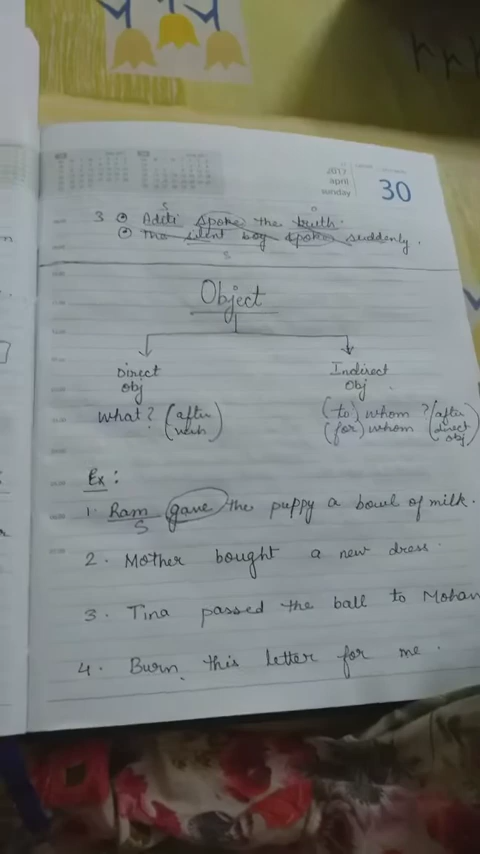 2017
april
sunday
30
S O
3 Aditi spoke the truth.
The silent boy spoke suddenly.
S
Object
Direct Indirect
obj obj.
what? (after verb) (to) whom ? (after
(for) whom direct obj)
Ex:
1. Ram gave the puppy a bowl of milk.
S
2. Mother bought a new dress.
3. Tina passed the ball to Mohan
4. Burn this letter for me.